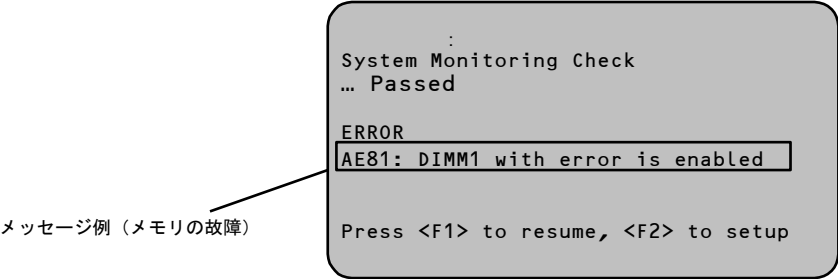 :
System Monitoring Check
… Passed
ERROR
AE81: DIMM1 with error is enabled
メッセージ例（メモリの故障）
Press <F1> to resume, <F2> to setup